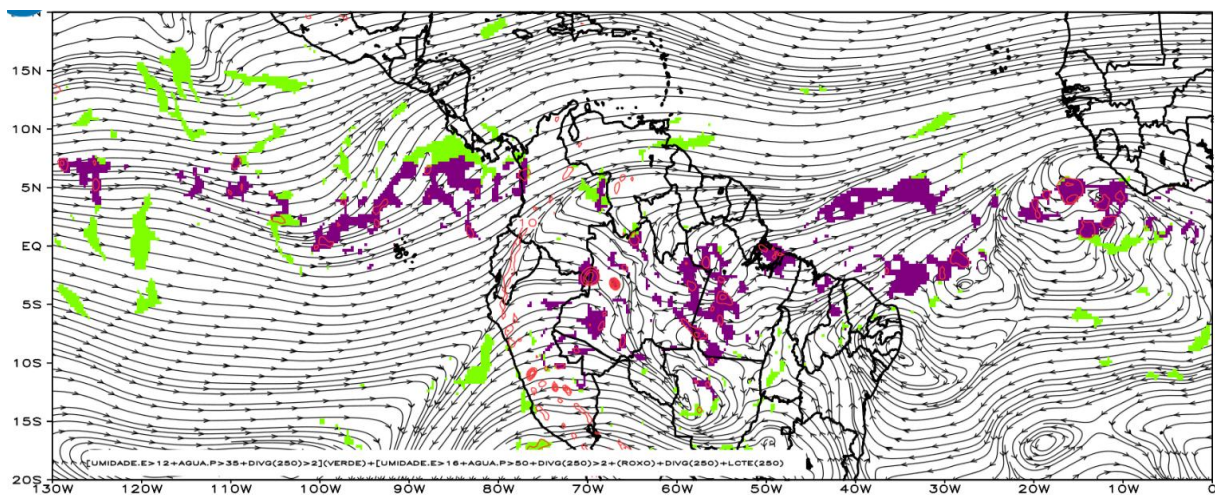 15N
10N
5N
EQ
5S
10S
15S
20S
[UMIDADE.E>12+AGUA.P>35+DIVG(250)>2](VERDE)+[UMIDADE.E>16+AGUA.P>50+DIVG(250)>2+(ROXO)+DIVG(250)+LCTE(250)
130W 120W 110W 100W 90W 80W 70W 60W 50W 40W 30W 20W 10W 0